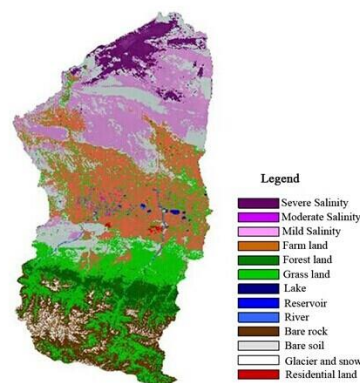 Legend
Severe Salinity
Moderate Salinity
Mild Salinity
Farm land
Forest land
Grass land
Lake
Reservoir
River
Bare rock
Bare soil
Glacier and snow
Residential land